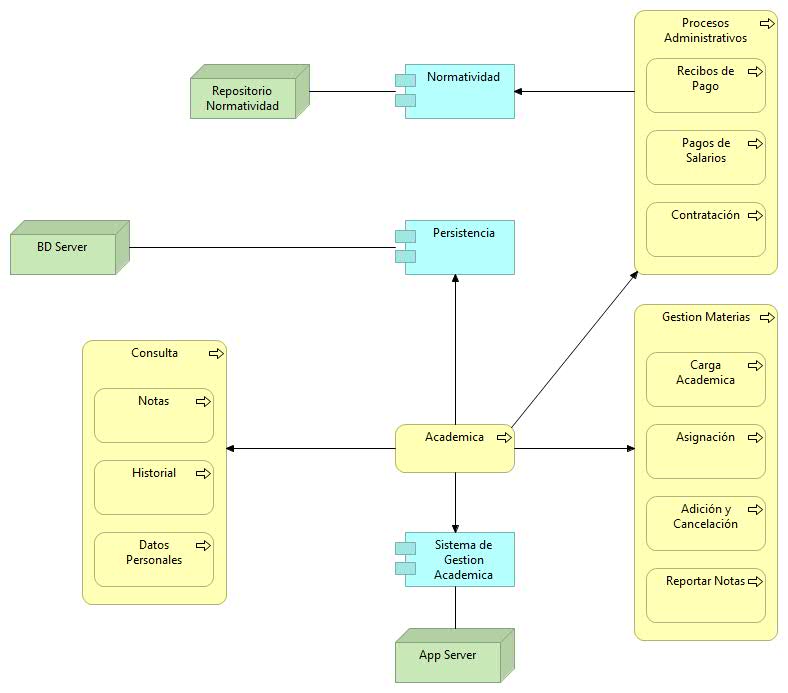 Procesos
Administrativos
Recibos de
Pago
Pagos de
Salarios
Contratación
Normatividad
Repositorio
Normatividad
Persistencia
BD Server
Gestion Materias
Carga
Academica
Asignación
Adición y
Cancelación
Reportar Notas
Consulta
Notas
Historial
Datos
Personales
Academica
Sistema de
Gestion
Academica
App Server